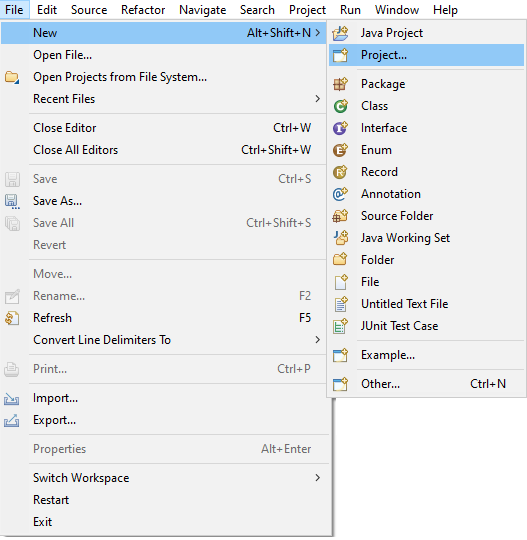 File Edit Source Refactor Navigate Search Project Run Window Help
New Alt+Shift+N >
Open File...
Open Projects from File System...
Recent Files >
Close Editor Ctrl+W
Close All Editors Ctrl+Shift+W
Save Ctrl+S
Save As...
Save All Ctrl+Shift+S
Revert
Move...
Rename... F2
Refresh F5
Convert Line Delimiters To >
Print... Ctrl+P
Import...
Export...
Properties Alt+Enter
Switch Workspace >
Restart
Exit
Java Project
Project...
Package
Class
Interface
Enum
Record
Annotation
Source Folder
Java Working Set
Folder
File
Untitled Text File
JUnit Test Case
Example...
Other... Ctrl+N